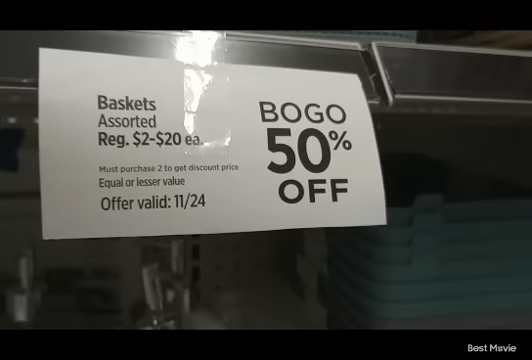 Baskets
Assorted
Reg. $2-$20 ea.
Must purchase 2 to get discount price
Equal or lesser value
Offer valid: 11/24
BOGO
50%
OFF
Best Movie